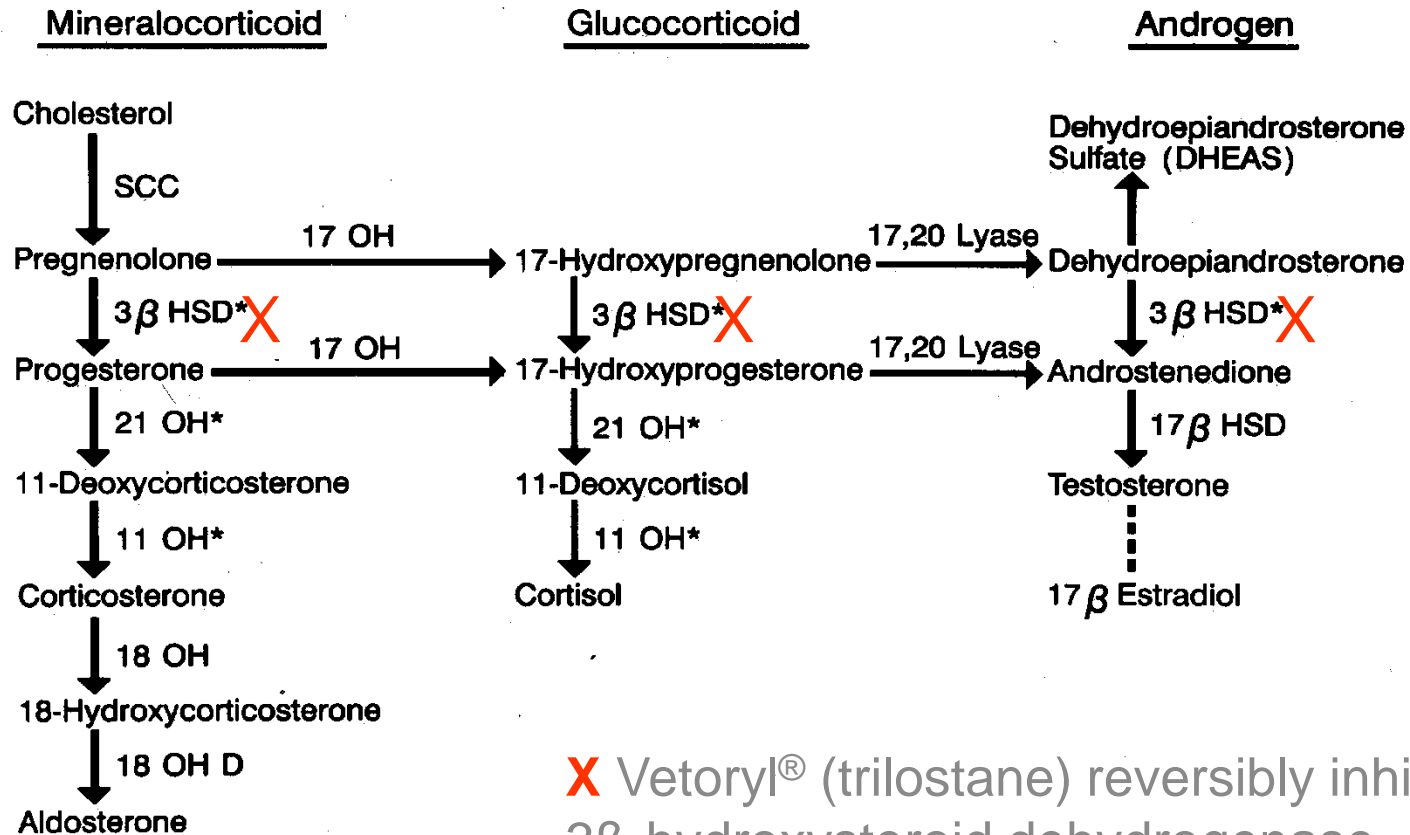 Mineralocorticoid Glucocorticoid Androgen
Cholesterol
Dehydroepiandrosterone
Sulfate (DHEAS)
SCC
17 OH 17,20 Lyase
Pregnenolone 17-Hydroxypregnenolone Dehydroepiandrosterone
3β HSD* X 3β HSD* X 3β HSD* X
17 OH 17,20 Lyase
Progesterone 17-Hydroxyprogesterone Androstenedione
21 OH* 21 OH* 17β HSD
11-Deoxycorticosterone 11-Deoxycortisol Testosterone
11 OH* 11 OH*
Corticosterone Cortisol 17β Estradiol
18 OH
18-Hydroxycorticosterone
18 OH D
X Vetoryl® (trilostane) reversibly
Aldosterone